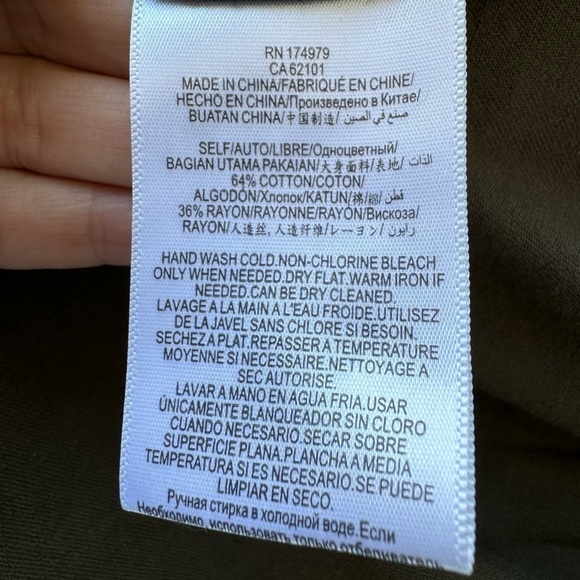 RN 174979
CA 62101
MADE IN CHINA/FABRIQUÉ EN CHINE/
HECHO EN CHINA/Произведено в Китае/
BUATAN CHINA/中国制造/ صنع في الصين
SELF/AUTO/LIBRE/Одноцветный/
BAGIAN UTAMA PAKAIAN/大身面料/表地/ الذات
64% COTTON/COTON/
ALGODÓN/Хлопок/KATUN/棉/綿/ قطن
36% RAYON/RAYONNE/RAYÓN/Вискоза/
RAYON/人造丝, 人造纤维/レーヨン/ رايون
HAND WASH COLD.NON-CHLORINE BLEACH
ONLY WHEN NEEDED.DRY FLAT.WARM IRON IF
NEEDED.CAN BE DRY CLEANED.
LAVAGE A LA MAIN A L'EAU FROIDE.UTILISEZ
DE LA JAVEL SANS CHLORE SI BESOIN.
SECHEZ A PLAT.REPASSER A TEMPERATURE
MOYENNE SI NECESSAIRE.NETTOYAGE A
SEC AUTORISE.
LAVAR A MANO EN AGUA FRIA.USAR
ÚNICAMENTE BLANQUEADOR SIN CLORO
CUANDO NECESARIO.SECAR SOBRE
SUPERFICIE PLANA.PLANCHA A MEDIA
TEMPERATURA SI ES NECESARIO.SE PUEDE
LIMPIAR EN SECO.
Ручная стирка в холодной воде.Если
Необходимо, использовать только отбеливатель